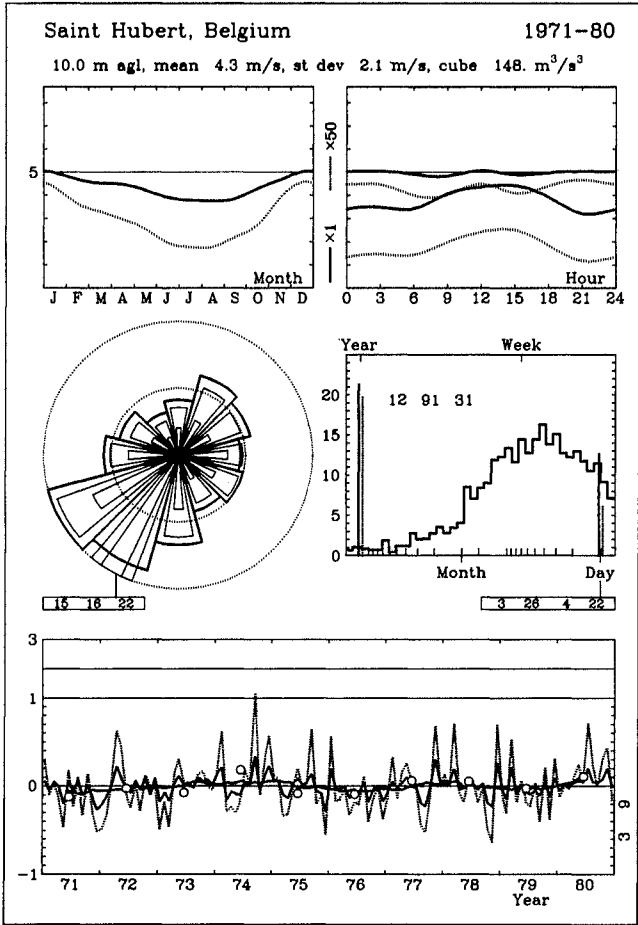 Saint Hubert, Belgium 1971-80
10.0 m agl, mean 4.3 m/s, st dev 2.1 m/s, cube 148. m³/s³
5
×1 ×50
Month
J F M A M J J A S O N D
Hour
0 3 6 9 12 15 18 21 24
Year Week
12 91 31
20
15
10
5
0
Month Day
15 16 22
3 26 4 22
3
1
0
-1
3 9
71 72 73 74 75 76 77 78 79 80
Year